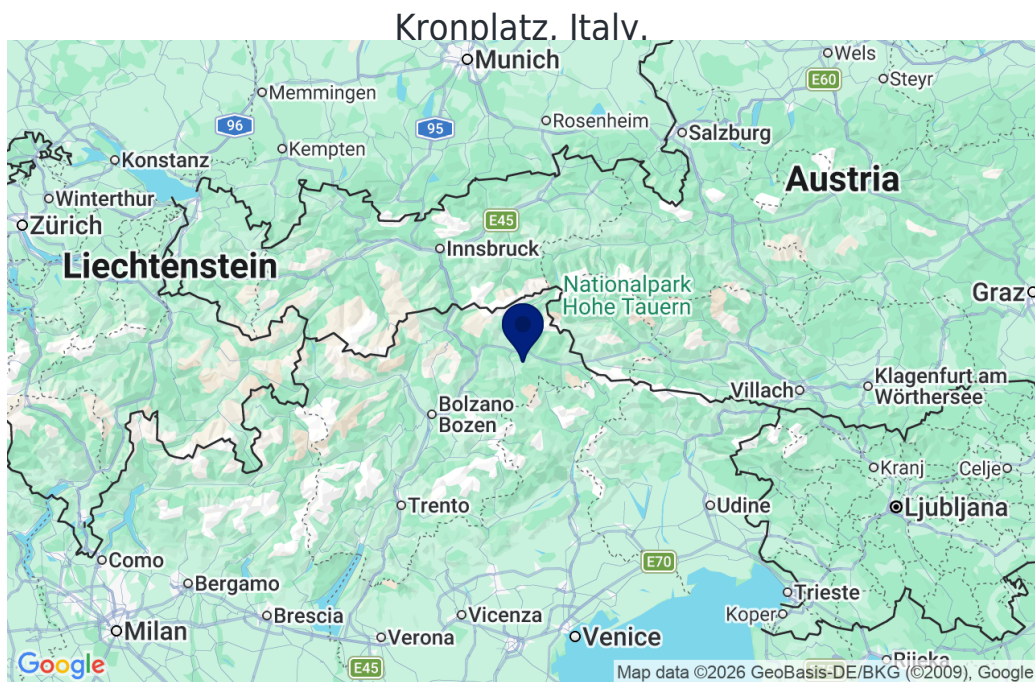 Kronplatz, Italy.
Munich
Wels
E60
Steyr
Memmingen
96
95
Rosenheim
Salzburg
Konstanz
Kempten
Austria
Winterthur
Zürich
E45
Innsbruck
Liechtenstein
Nationalpark
Hohe Tauern
Graz
Villach
Klagenfurt am
Wörthersee
Bolzano
Bozen
Kranj
Celje
Trento
Udine
Ljubljana
Como
E70
Bergamo
Trieste
Brescia
Vicenza
Koper
Milan
Verona
Venice
Rijeka
Google
E45
Map data ©2026 GeoBasis-DE/BKG (©2009), Google